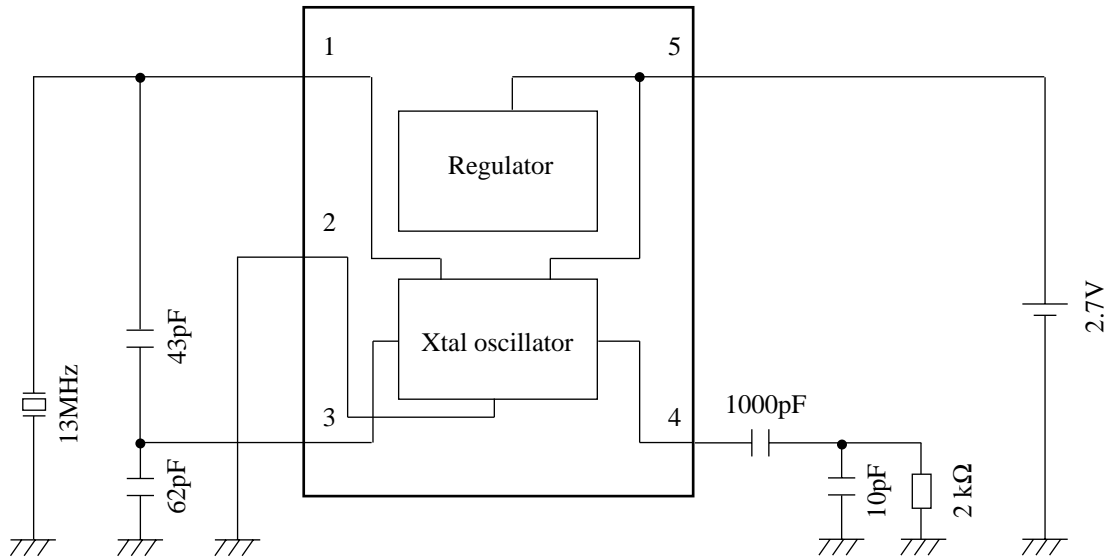 1
5
Regulator
2
43pF
Xtal oscillator
2.7V
13MHz
3
4
1000pF
62pF
10pF
2 kΩ